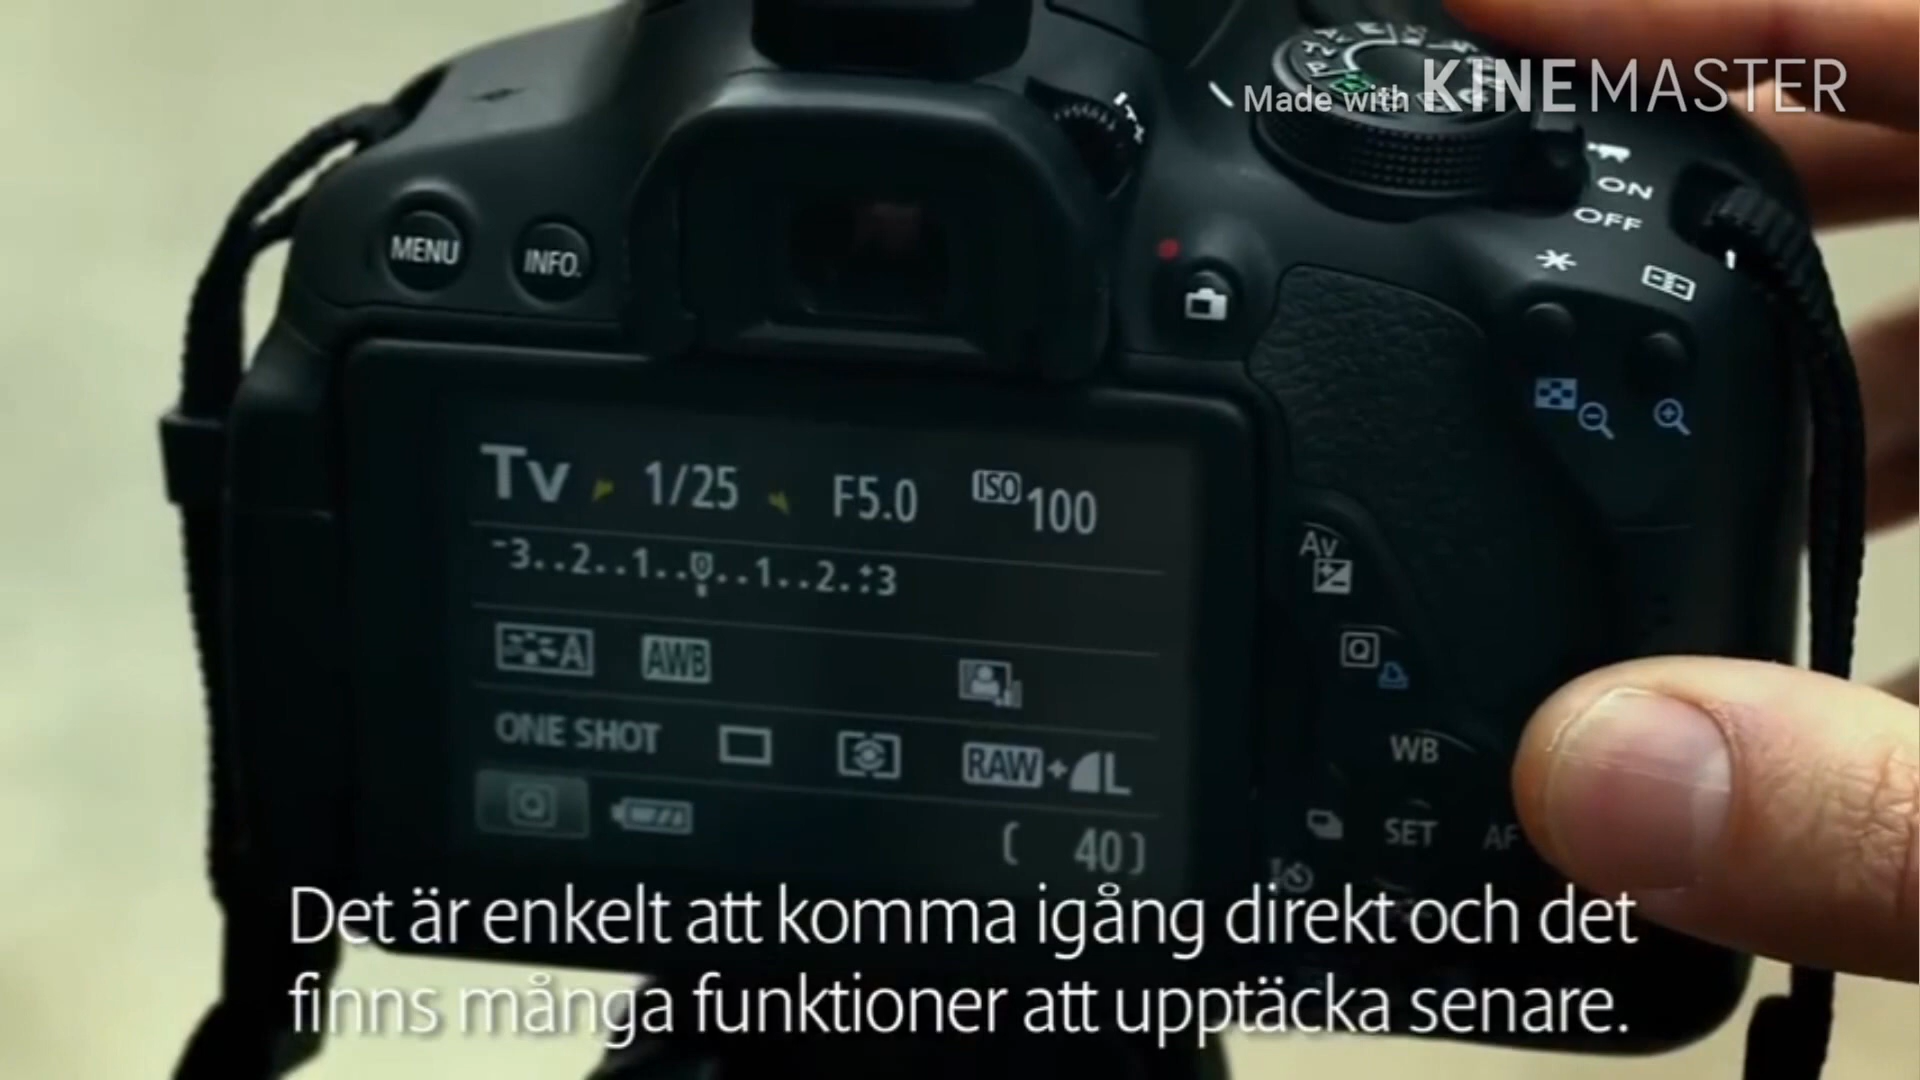 Made with KINEMASTER
ON
OFF
MENU
INFO.
Tv 1/25 F5.0 ISO 100
-3..2..1..0..1..2.:3
A AWB
ONE SHOT RAW+L
Q
[ 40]
Av
Q
WB
SET AF
Det är enkelt att komma igång direkt och det
finns många funktioner att upptäcka senare.